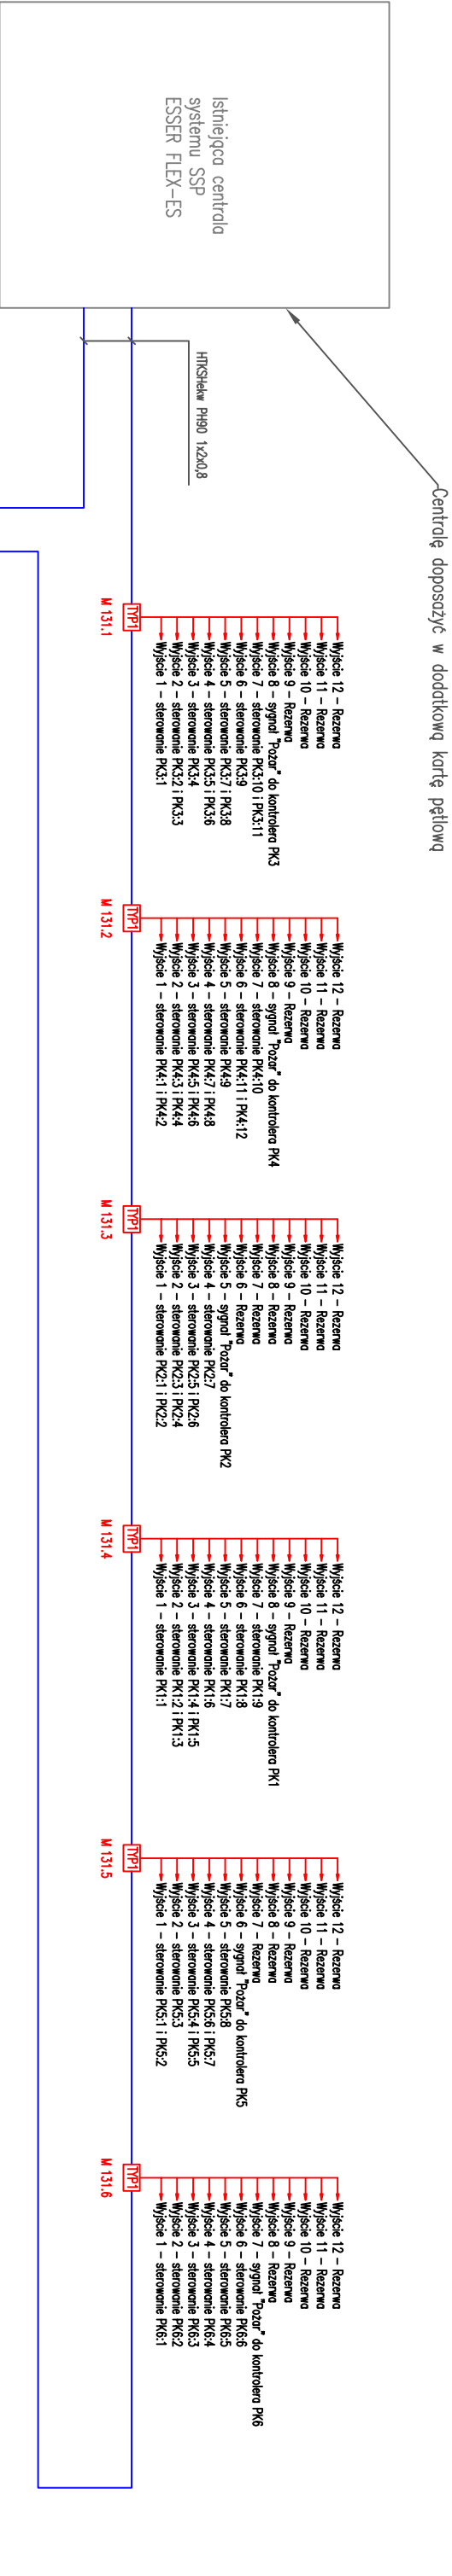 Istniejąca centrala
systemu SSP
ESSER FLEX-ES
Centralę doposażyć w dodatkową kartę pętlową
HTKSHekw PH90 1x2x0,8
TYP1
M 131.1
Wyjście 12 - Rezerwa
Wyjście 11 - Rezerwa
Wyjście 10 - Rezerwa
Wyjście 9 - Rezerwa
Wyjście 8 - sygnał "Pożar" do kontrolera PK3
Wyjście 7 - sterowanie PK3:10 i PK3:11
Wyjście 6 - sterowanie PK3:9
Wyjście 5 - sterowanie PK3:7 i PK3:8
Wyjście 4 - sterowanie PK3:5 i PK3:6
Wyjście 3 - sterowanie PK3:4
Wyjście 2 - sterowanie PK3:2 i PK3:3
Wyjście 1 - sterowanie PK3:1
TYP1
M 131.2
Wyjście 12 - Rezerwa
Wyjście 11 - Rezerwa
Wyjście 10 - Rezerwa
Wyjście 9 - Rezerwa
Wyjście 8 - sygnał "Pożar" do kontrolera PK4
Wyjście 7 - sterowanie PK4:10
Wyjście 6 - sterowanie PK4:11 i PK4:12
Wyjście 5 - sterowanie PK4:9
Wyjście 4 - sterowanie PK4:7 i PK4:8
Wyjście 3 - sterowanie PK4:5 i PK4:6
Wyjście 2 - sterowanie PK4:3 i PK4:4
Wyjście 1 - sterowanie PK4:1 i PK4:2
TYP1
M 131.3
Wyjście 12 - Rezerwa
Wyjście 11 - Rezerwa
Wyjście 10 - Rezerwa
Wyjście 9 - Rezerwa
Wyjście 8 - Rezerwa
Wyjście 7 - Rezerwa
Wyjście 6 - Rezerwa
Wyjście 5 - sygnał "Pożar" do kontrolera PK2
Wyjście 4 - sterowanie PK2:7
Wyjście 3 - sterowanie PK2:5 i PK2:6
Wyjście 2 - sterowanie PK2:3 i PK2:4
Wyjście 1 - sterowanie PK2:1 i PK2:2
TYP1
M 131.4
Wyjście 12 - Rezerwa
Wyjście 11 - Rezerwa
Wyjście 10 - Rezerwa
Wyjście 9 - Rezerwa
Wyjście 8 - sygnał "Pożar" do kontrolera PK1
Wyjście 7 - sterowanie PK1:9
Wyjście 6 - sterowanie PK1:8
Wyjście 5 - sterowanie PK1:7
Wyjście 4 - sterowanie PK1:6
Wyjście 3 - sterowanie PK1:4 i PK1:5
Wyjście 2 - sterowanie PK1:2 i PK1:3
Wyjście 1 - sterowanie PK1:1
TYP1
M 131.5
Wyjście 12 - Rezerwa
Wyjście 11 - Rezerwa
Wyjście 10 - Rezerwa
Wyjście 9 - Rezerwa
Wyjście 8 - Rezerwa
Wyjście 7 - Rezerwa
Wyjście 6 - sygnał "Pożar" do kontrolera PK5
Wyjście 5 - sterowanie PK5:8
Wyjście 4 - sterowanie PK5:6 i PK5:7
Wyjście 3 - sterowanie PK5:4 i PK5:5
Wyjście 2 - sterowanie PK5:3
Wyjście 1 - sterowanie PK5:1 i PK5:2
TYP1
M 131.6
Wyjście 12 - Rezerwa
Wyjście 11 - Rezerwa
Wyjście 10 - Rezerwa
Wyjście 9 - Rezerwa
Wyjście 8 - Rezerwa
Wyjście 7 - sygnał "Pożar" do kontrolera PK6
Wyjście 6 - sterowanie PK6:6
Wyjście 5 - sterowanie PK6:5
Wyjście 4 - sterowanie PK6:4
Wyjście 3 - sterowanie PK6:3
Wyjście 2 - sterowanie PK6:2
Wyjście 1 - sterowanie PK6:1